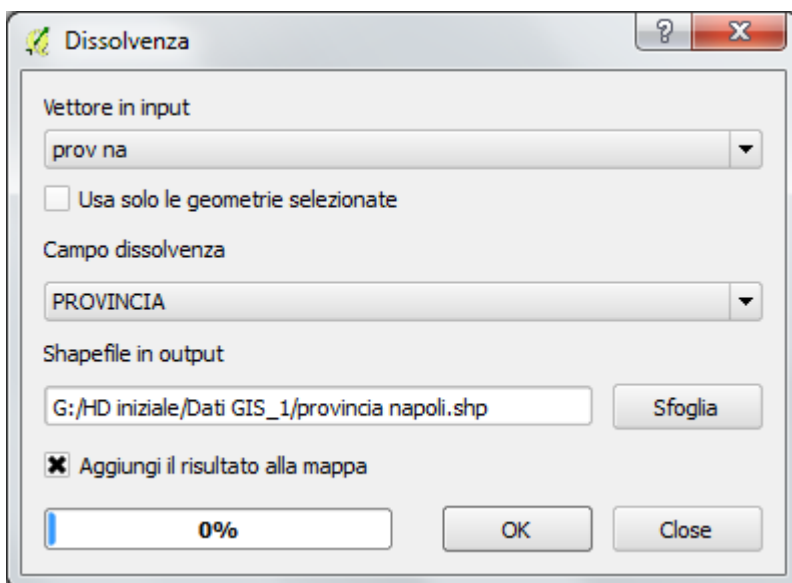 Dissolvenza
Vettore in input
prov na
Usa solo le geometrie selezionate
Campo dissolvenza
PROVINCIA
Shapefile in output
G:/HD iniziale/Dati GIS_1/provincia napoli.shp
Sfoglia
Aggiungi il risultato alla mappa
0%
OK
Close